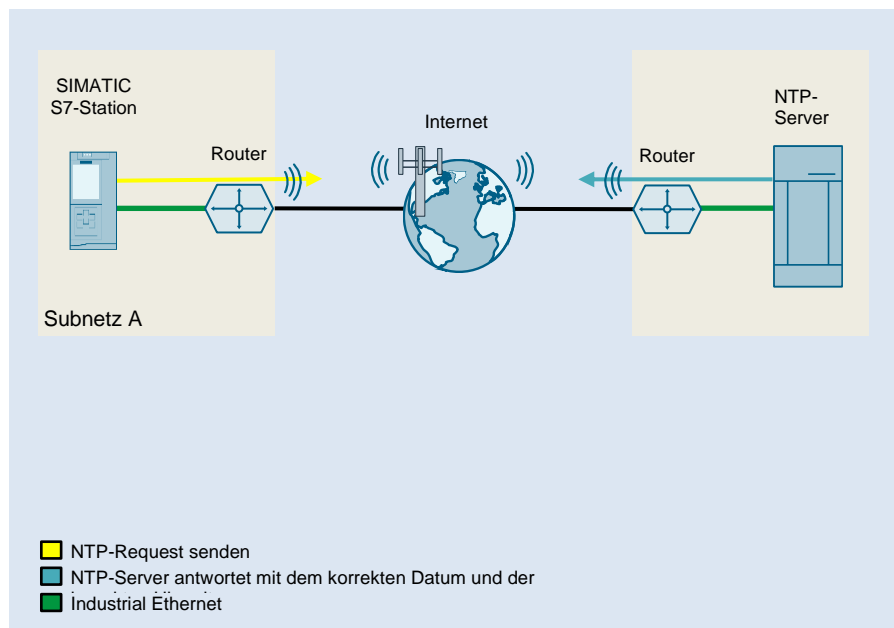 SIMATIC
S7-Station
Router
Internet
Router
NTP-
Server
Subnetz A
NTP-Request senden
NTP-Server antwortet mit dem korrekten Datum und der
Industrial Ethernet